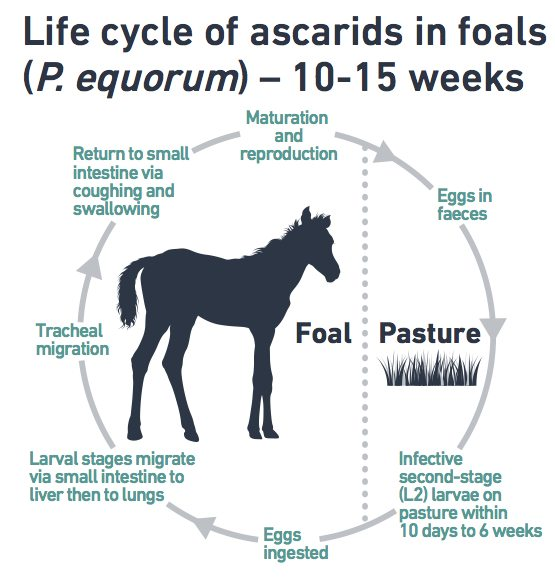 Life cycle of ascarids in foals
(P. equorum) – 10-15 weeks
Maturation
and
reproduction
Eggs in
faeces
Infective
second-stage
(L2) larvae on
pasture within
10 days to 6 weeks
Eggs
ingested
Larval stages migrate
via small intestine to
liver then to lungs
Tracheal
migration
Return to small
intestine via
coughing and
swallowing
Foal
Pasture